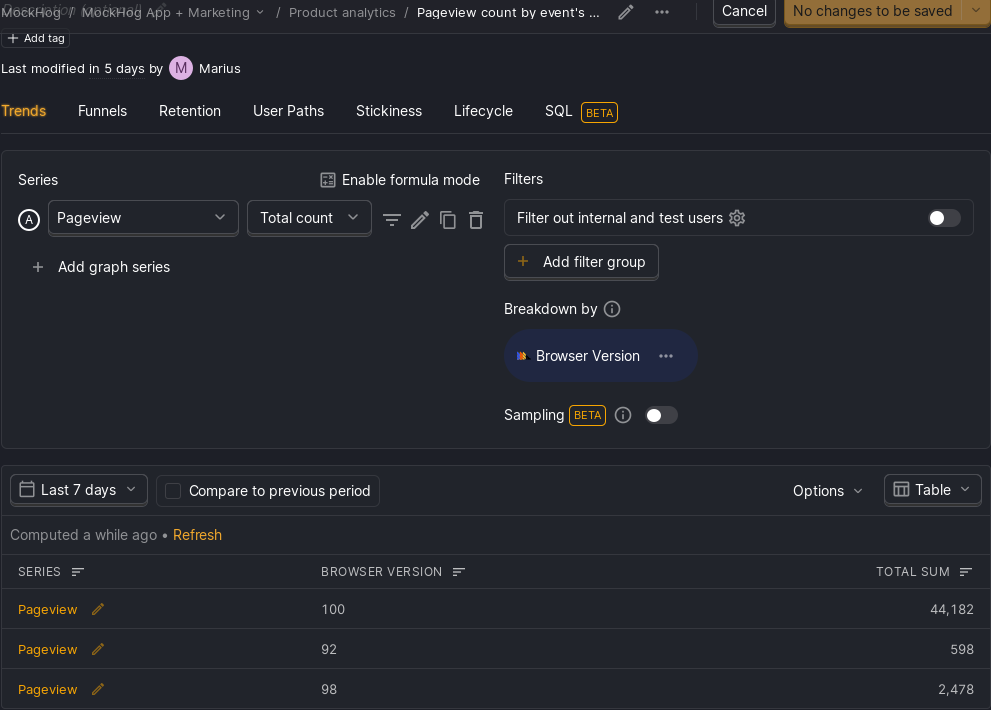 MockHog MockHog App + Marketing / Product analytics / Pageview count by event's ... Cancel No changes to be saved
Description (optional)
Add tag
Last modified in 5 days by M Marius
Trends Funnels Retention User Paths Stickiness Lifecycle SQL BETA
Series Enable formula mode Filters
A Pageview Total count Filter out internal and test users
Add graph series Add filter group
Breakdown by
Browser Version
Sampling BETA
Last 7 days Compare to previous period Options Table
Computed a while ago • Refresh
SERIES BROWSER VERSION TOTAL SUM
Pageview 100 44,182
Pageview 92 598
Pageview 98 2,478